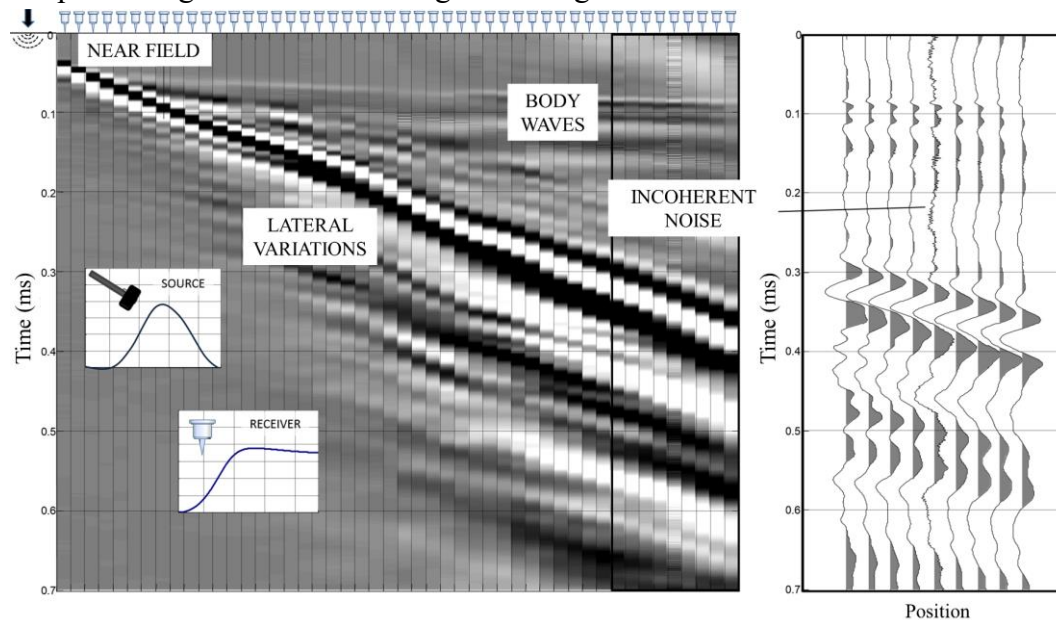 NEAR FIELD
BODY
WAVES
INCOHERENT
NOISE
LATERAL
VARIATIONS
SOURCE
RECEIVER
Time (ms)
0
0.1
0.2
0.3
0.4
0.5
0.6
0.7
Time (ms)
0
0.1
0.2
0.3
0.4
0.5
0.6
0.7
Position